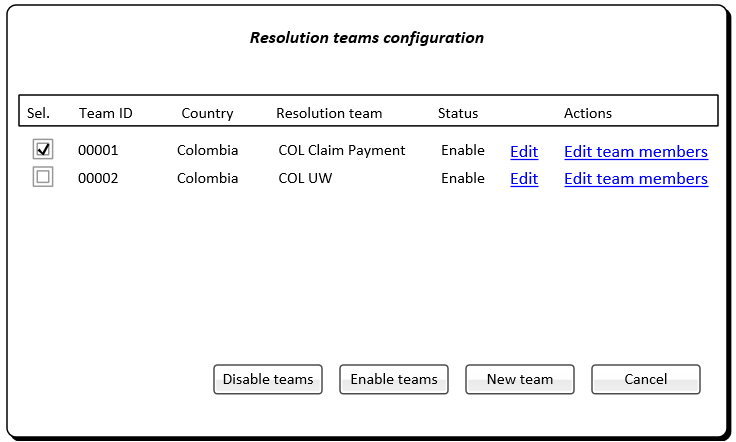 Resolution teams configuration
Sel. Team ID Country Resolution team Status Actions
00001 Colombia COL Claim Payment Enable Edit Edit team members
00002 Colombia COL UW Enable Edit Edit team members
Disable teams Enable teams New team Cancel